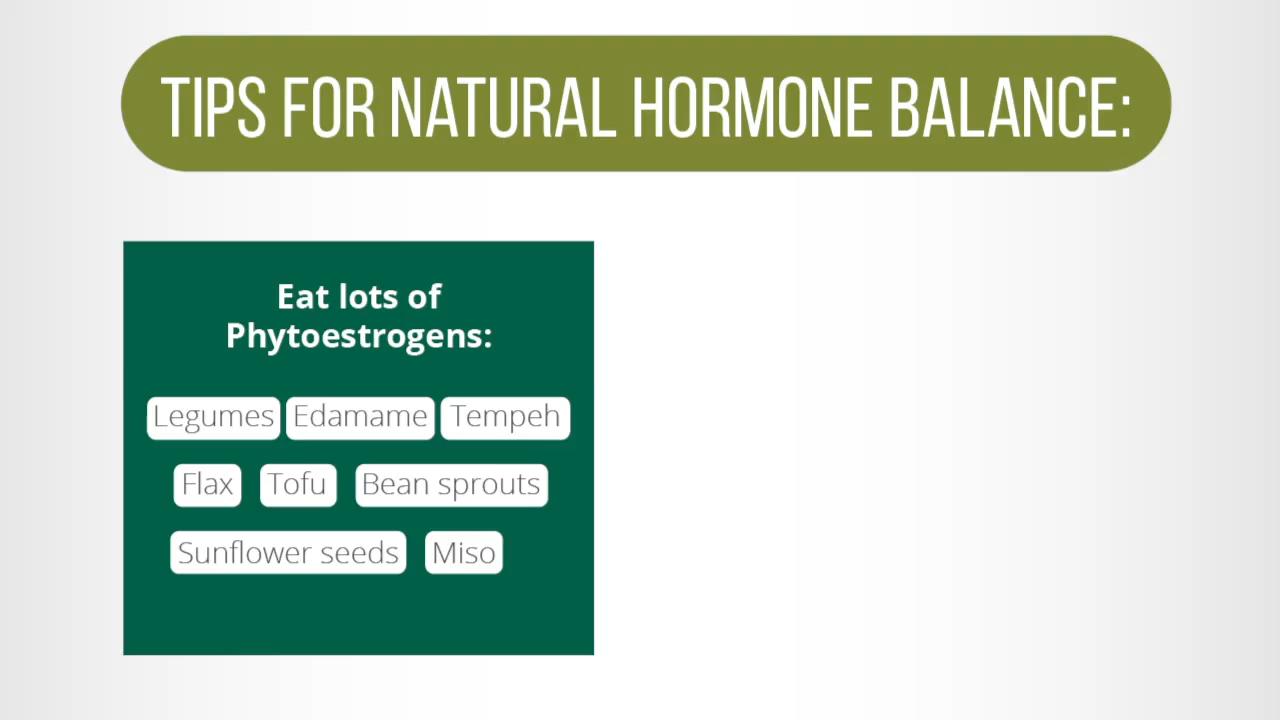 TIPS FOR NATURAL HORMONE BALANCE:
Eat lots of
Phytoestrogens:
Legumes Edamame Tempeh
Flax Tofu Bean sprouts
Sunflower seeds Miso